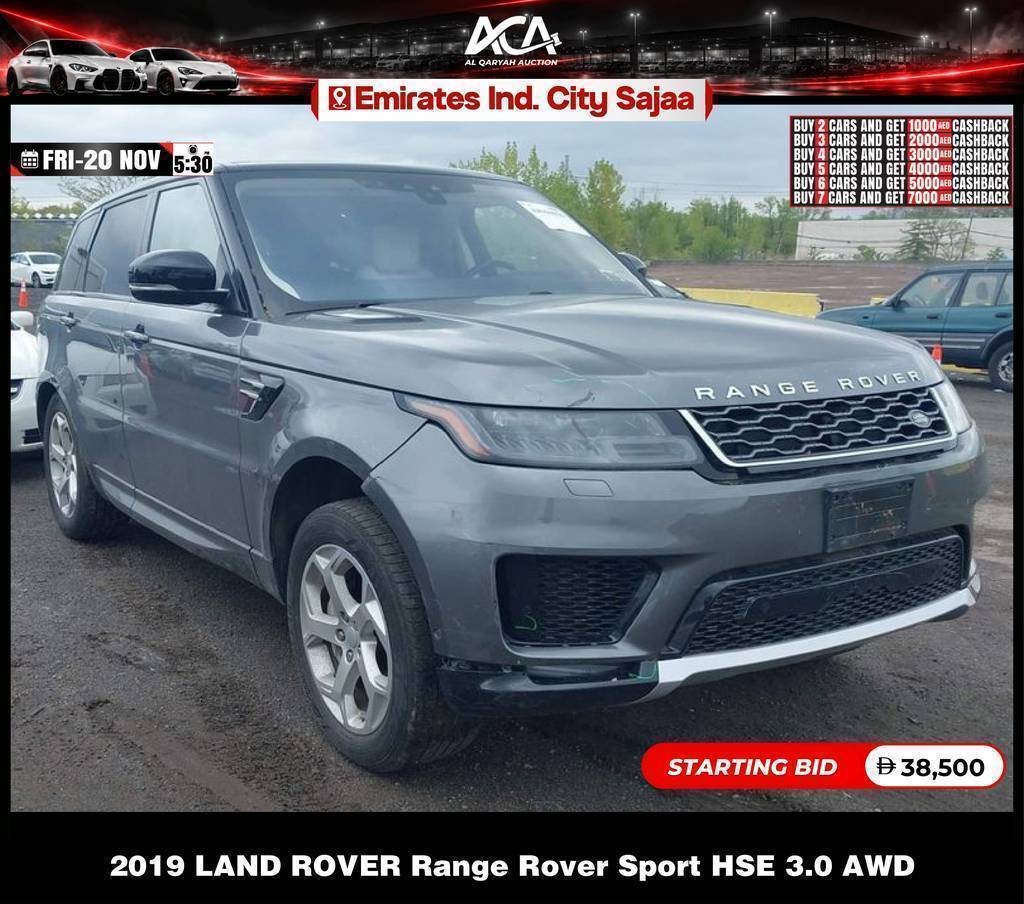 ACA
AL QARYAH AUCTION
Emirates Ind. City Sajaa
FRI-20 NOV 5:30 PM
BUY 2 CARS AND GET 1000 AED CASHBACK
BUY 3 CARS AND GET 2000 AED CASHBACK
BUY 4 CARS AND GET 3000 AED CASHBACK
BUY 5 CARS AND GET 4000 AED CASHBACK
BUY 6 CARS AND GET 5000 AED CASHBACK
BUY 7 CARS AND GET 7000 AED CASHBACK
RANGE ROVER
STARTING BID 38,500
2019 LAND ROVER Range Rover Sport HSE 3.0 AWD